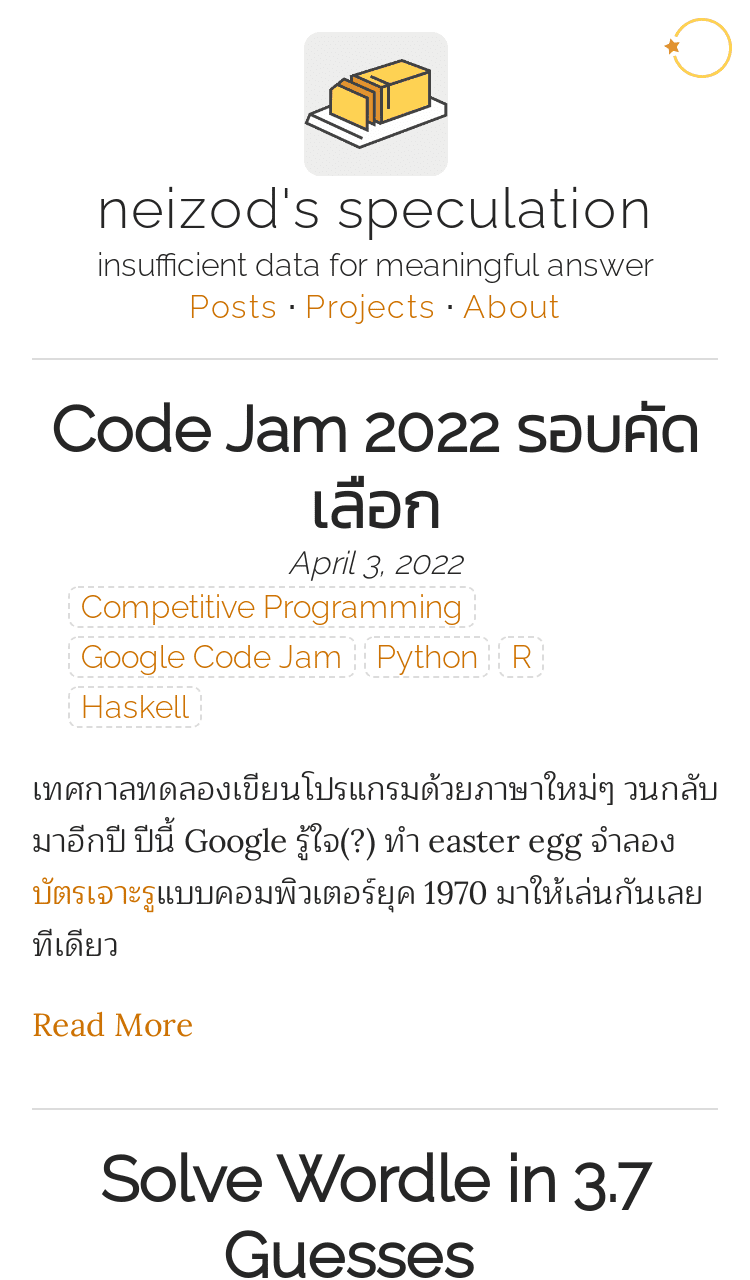 neizod's speculation
insufficient data for meaningful answer
Posts · Projects · About
Code Jam 2022 รอบคัด
เลือก
April 3, 2022
Competitive Programming
Google Code Jam Python R
Haskell
เทศกาลทดลองเขียนโปรแกรมด้วยภาษาใหม่ๆ วนกลับ
มาอีกปี ปีนี้ Google รู้ใจ(?) ทำ easter egg จำลอง
บัตรเจาะรูแบบคอมพิวเตอร์ยุค 1970 มาให้เล่นกันเลย
ทีเดียว
Read More
Solve Wordle in 3.7
Guesses